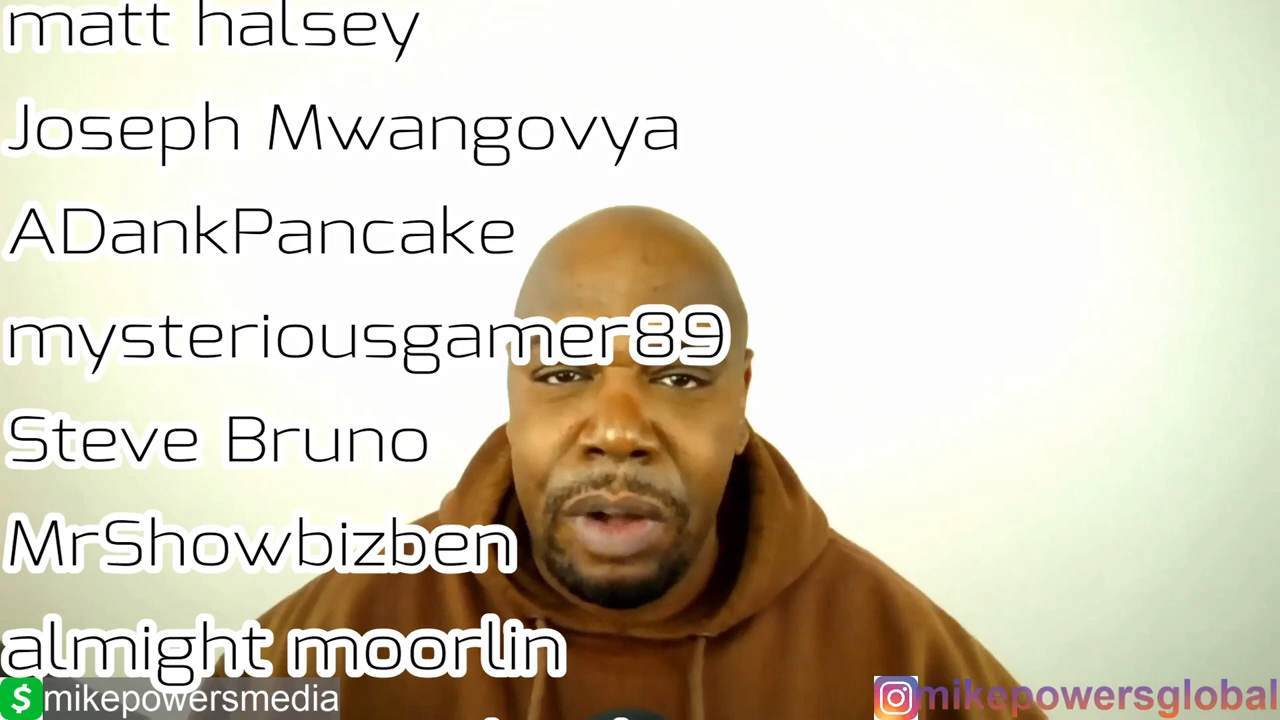 matt halsey
Joseph Mwangovya
ADankPancake
mysteriousgamer89
Steve Bruno
MrShowbizben
almight moorlin
$mikepowersmedia
mikepowersglobal